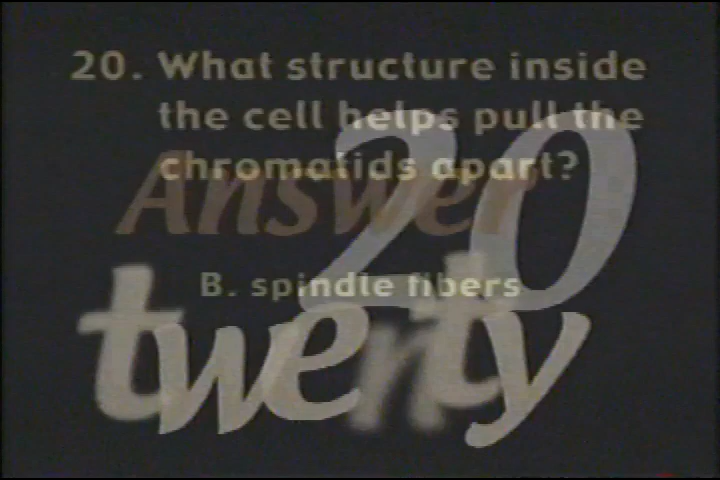 20. What structure inside
the cell helps pull the
chromatids apart?
Answer
20
B. spindle fibers
twenty